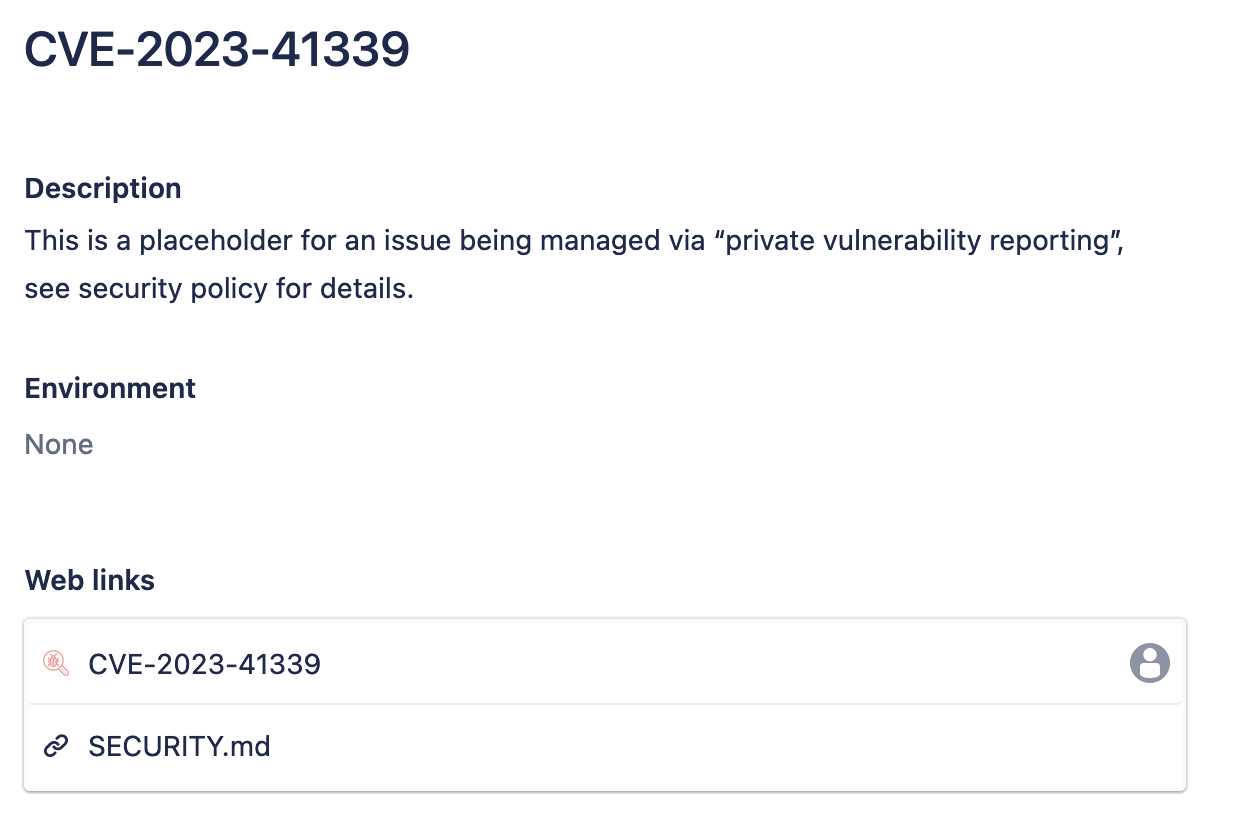 CVE-2023-41339
Description
This is a placeholder for an issue being managed via “private vulnerability reporting”,
see security policy for details.
Environment
None
Web links
CVE-2023-41339
SECURITY.md